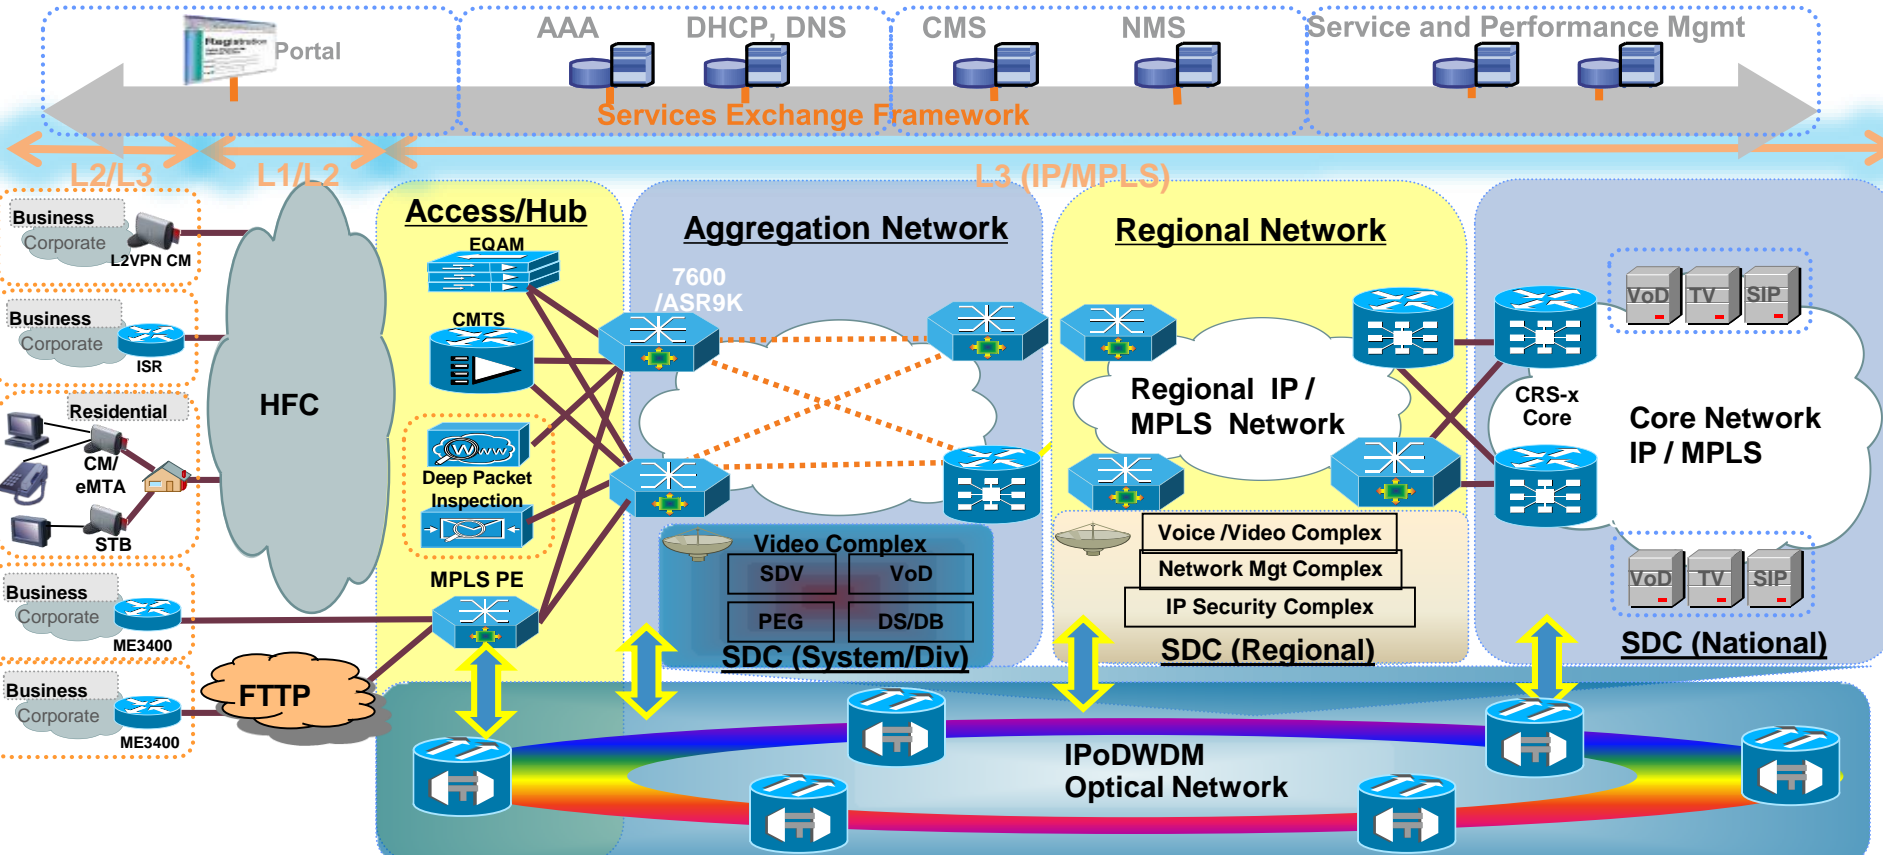 Registration
Portal
AAA
DHCP, DNS
CMS
NMS
Service and Performance Mgmt
Services Exchange Framework
L2/L3
L1/L2
L3 (IP/MPLS)
Business
Corporate
L2VPN CM
Business
Corporate
ISR
Residential
CM/
eMTA
STB
Business
Corporate
ME3400
Business
Corporate
ME3400
HFC
FTTP
Access/Hub
EQAM
CMTS
WWW
Deep Packet
Inspection
MPLS PE
Aggregation Network
7600
/ASR9K
Video Complex
SDV
VoD
PEG
DS/DB
SDC (System/Div)
Regional Network
Regional IP /
MPLS Network
Voice /Video Complex
Network Mgt Complex
IP Security Complex
SDC (Regional)
VoD
TV
SIP
CRS-x
Core
Core Network
IP / MPLS
VoD
TV
SIP
SDC (National)
IPoDWDM
Optical Network